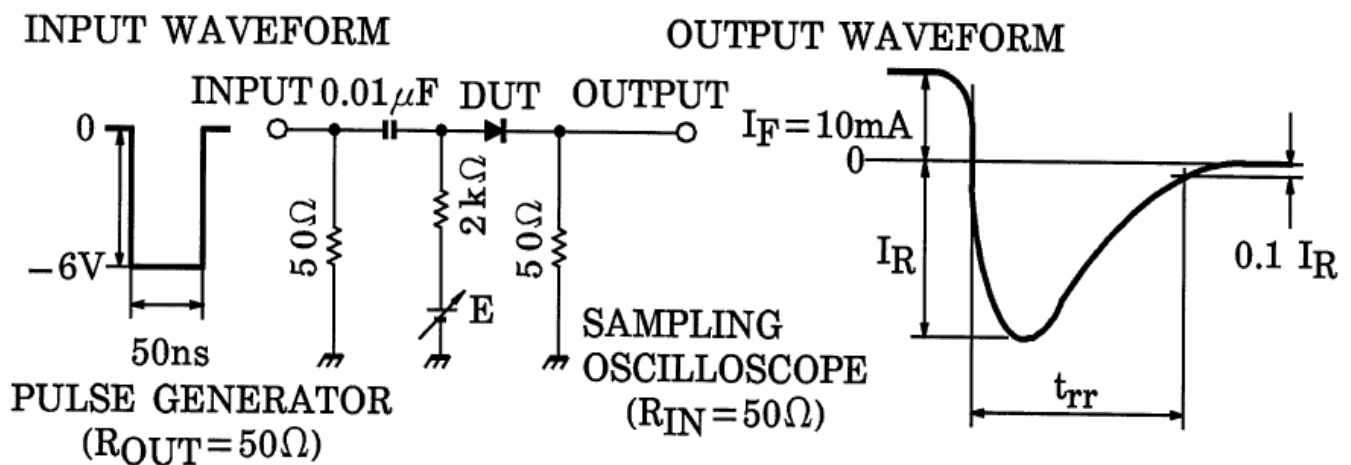 INPUT WAVEFORM
0
−6V
50ns
PULSE GENERATOR
(ROUT=50Ω)
INPUT 0.01μF DUT OUTPUT
50Ω
2kΩ
E
50Ω
SAMPLING
OSCILLOSCOPE
(RIN=50Ω)
OUTPUT WAVEFORM
IF=10mA
0
IR
0.1 IR
trr